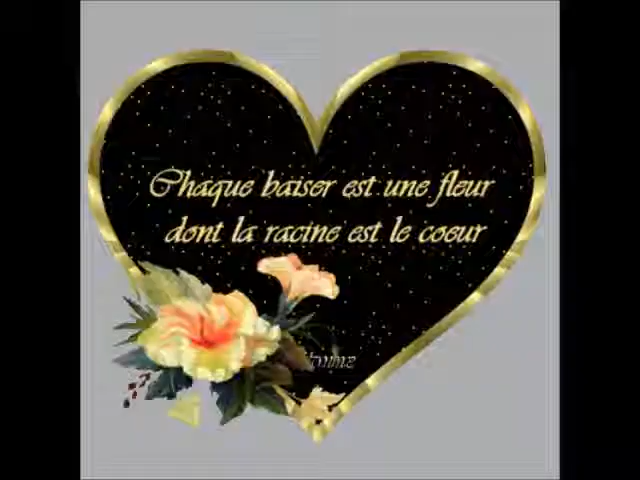 Chaque baiser est une fleur
dont la racine est le coeur